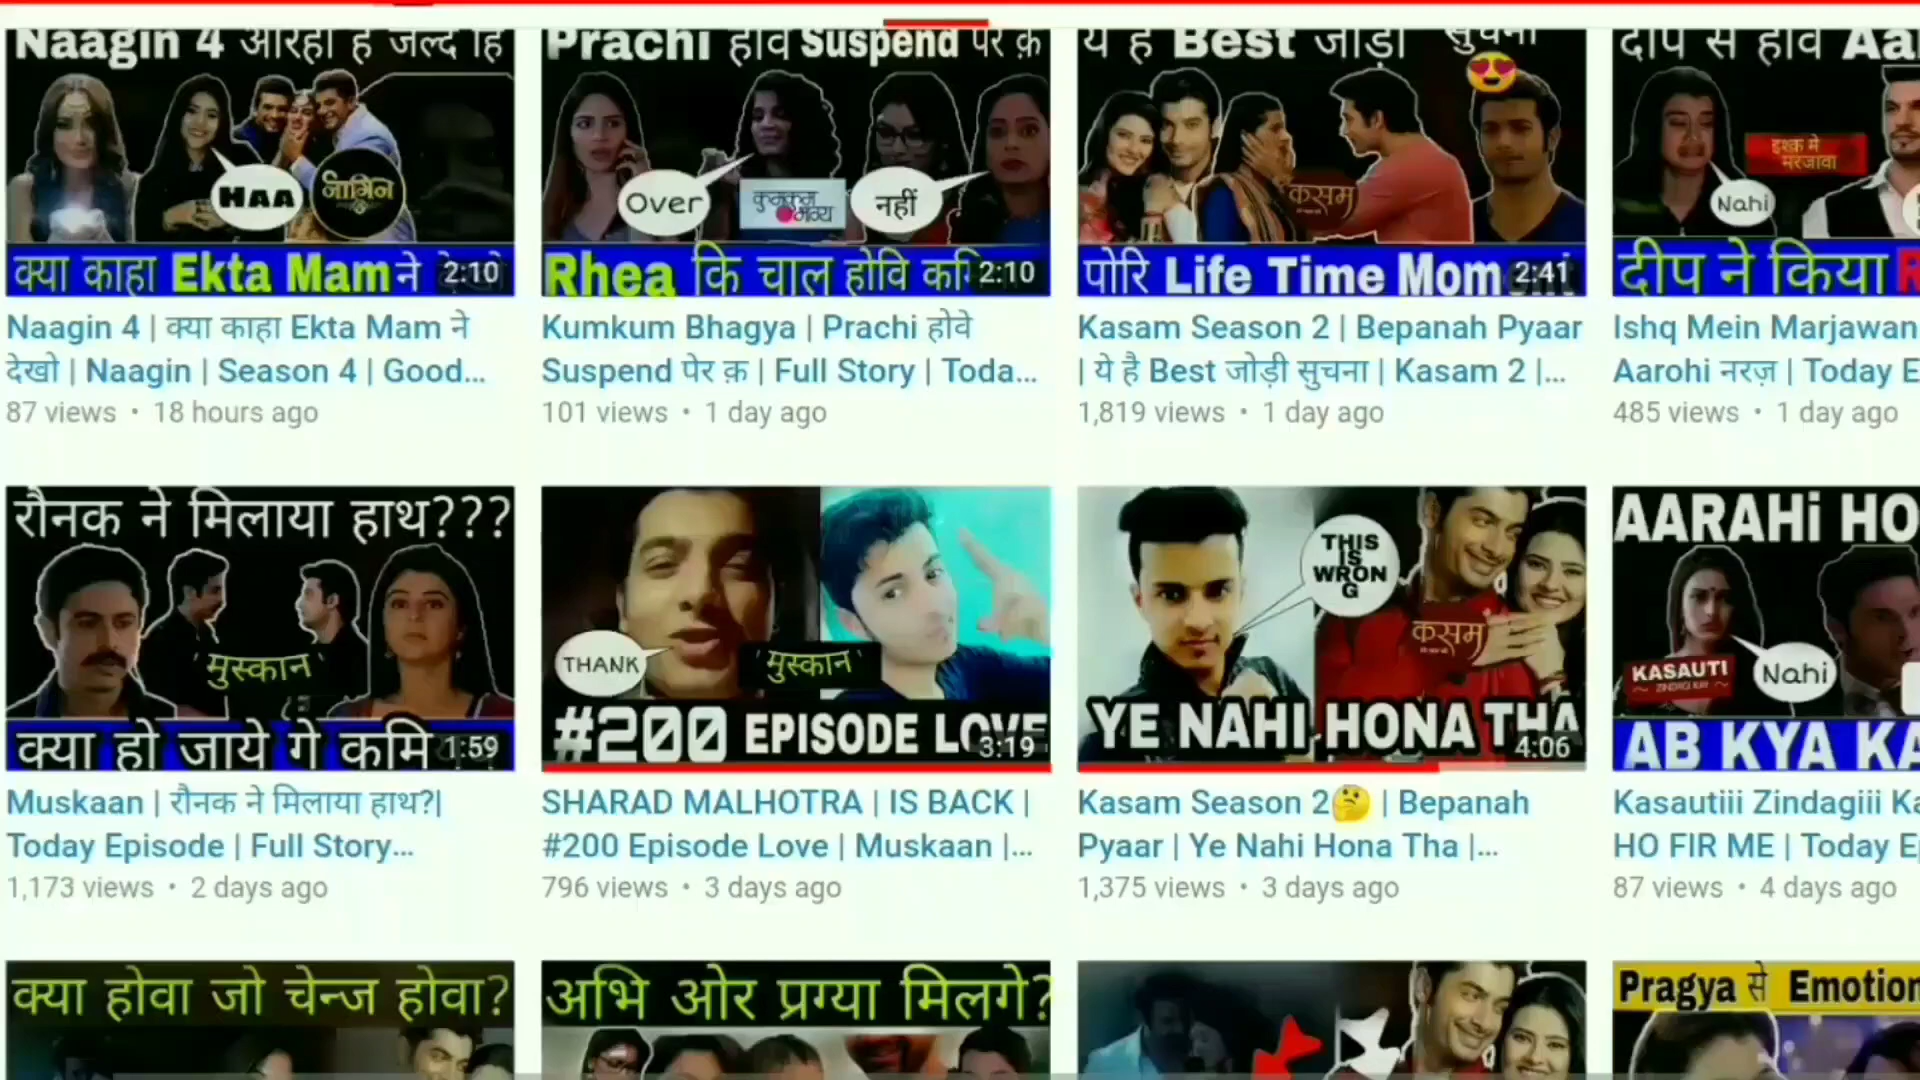 Naagin 4 आरहा है जल्द हि
HAA
नागिन
क्या काहा Ekta Mam ने
2:10
Naagin 4 | क्या काहा Ekta Mam ने
देखो | Naagin | Season 4 | Good...
87 views • 18 hours ago
Prachi होवे Suspend पेर क़
Over
कुमकुम
भाग्य
नहीं
Rhea कि चाल होवि
2:10
Kumkum Bhagya | Prachi होवे
Suspend पेर क़ | Full Story | Toda...
101 views • 1 day ago
ये है Best जोड़ी सुचना
कसम
पोरि Life Time Mom
2:41
Kasam Season 2 | Bepanah Pyaar
| ये है Best जोड़ी सुचना | Kasam 2 |...
1,819 views • 1 day ago
दीप से होवे Aa
इश्क़ में
मरजावां
Nahi
दीप ने किया R
Ishq Mein Marjawan
Aarohi नरज़ | Today E
485 views • 1 day ago
रौनक ने मिलाया हाथ???
मुस्कान
क्या हो जाये गे कमि
1:59
Muskaan | रौनक ने मिलाया हाथ?|
Today Episode | Full Story...
1,173 views • 2 days ago
THANK
मुस्कान
#200 EPISODE LOVE
3:19
SHARAD MALHOTRA | IS BACK |
#200 Episode Love | Muskaan |...
796 views • 3 days ago
THIS
IS
WRON
G
कसम
YE NAHI HONA THA
4:06
Kasam Season 2🤔 | Bepanah
Pyaar | Ye Nahi Hona Tha |...
1,375 views • 3 days ago
AARAHi HO
KASAUTI
ZINDAGII KAY
Nahi
AB KYA KA
Kasautiii Zindagiii Ka
HO FIR ME | Today E
87 views • 4 days ago
क्या होवा जो चेन्ज होवा?
अभि ओर प्रग्या मिलगे?
Pragya से Emotion